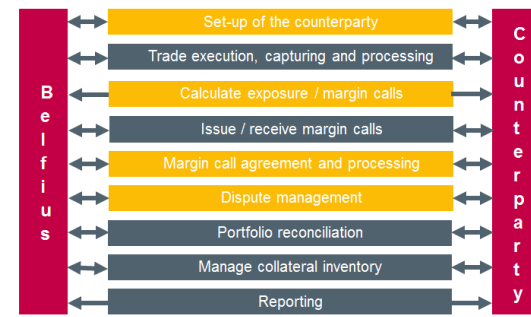 Belfius
Set-up of the counterparty
Trade execution, capturing and processing
Calculate exposure / margin calls
Issue / receive margin calls
Margin call agreement and processing
Dispute management
Portfolio reconciliation
Manage collateral inventory
Reporting
Counterparty